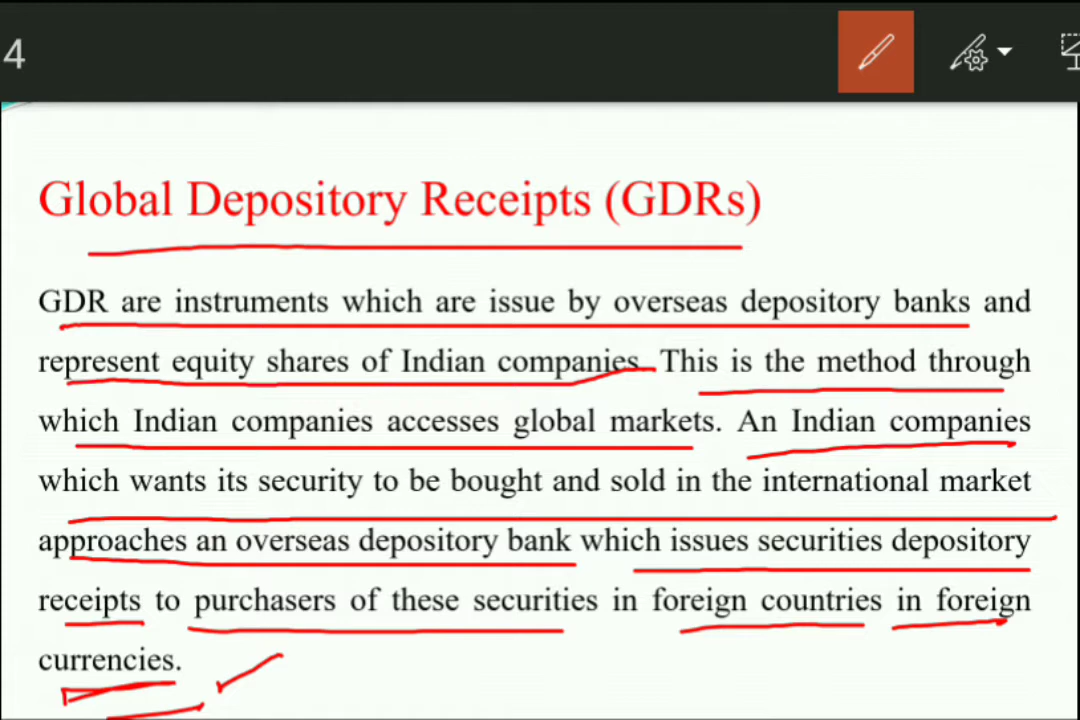 4
Global Depository Receipts (GDRs)
GDR are instruments which are issue by overseas depository banks and
represent equity shares of Indian companies. This is the method through
which Indian companies accesses global markets. An Indian companies
which wants its security to be bought and sold in the international market
approaches an overseas depository bank which issues securities depository
receipts to purchasers of these securities in foreign countries in foreign
currencies.